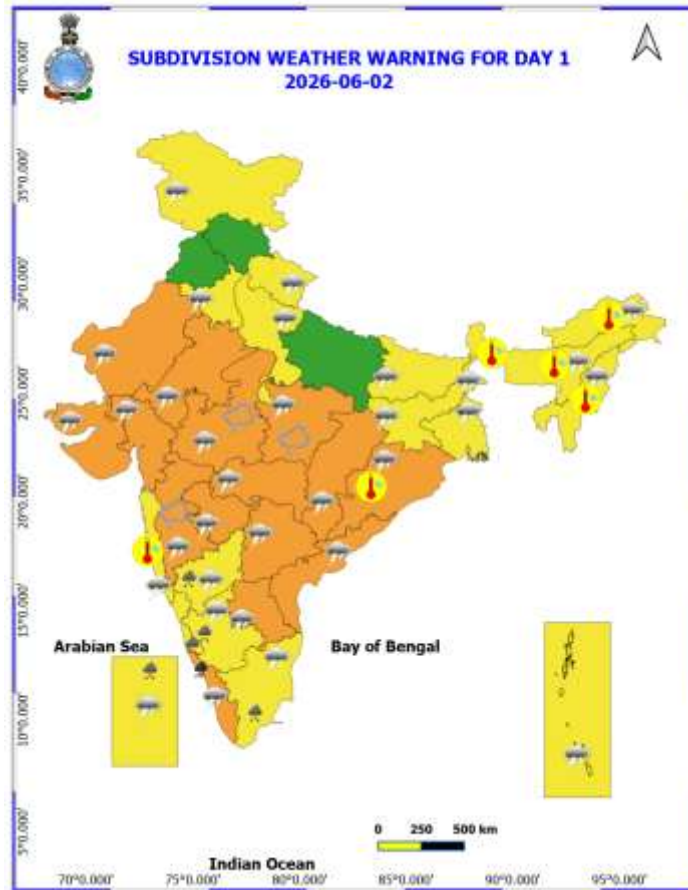 SUBDIVISION WEATHER WARNING FOR DAY 1
2026-06-02
40°0.000'
35°0.000'
30°0.000'
25°0.000'
20°0.000'
15°0.000'
10°0.000'
5°0.000'
Arabian Sea
Bay of Bengal
0 250 500 km
Indian Ocean
70°0.000' 75°0.000' 80°0.000' 85°0.000' 90°0.000' 95°0.000'